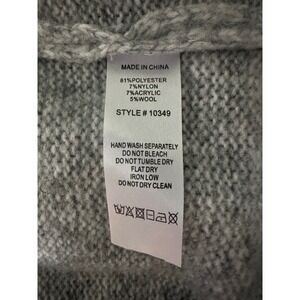 MADE IN CHINA
81%POLYESTER
7%NYLON
7%ACRYLIC
5%WOOL
STYLE # 10349
HAND WASH SEPARATELY
DO NOT BLEACH
DO NOT TUMBLE DRY
FLAT DRY
IRON LOW
DO NOT DRY CLEAN